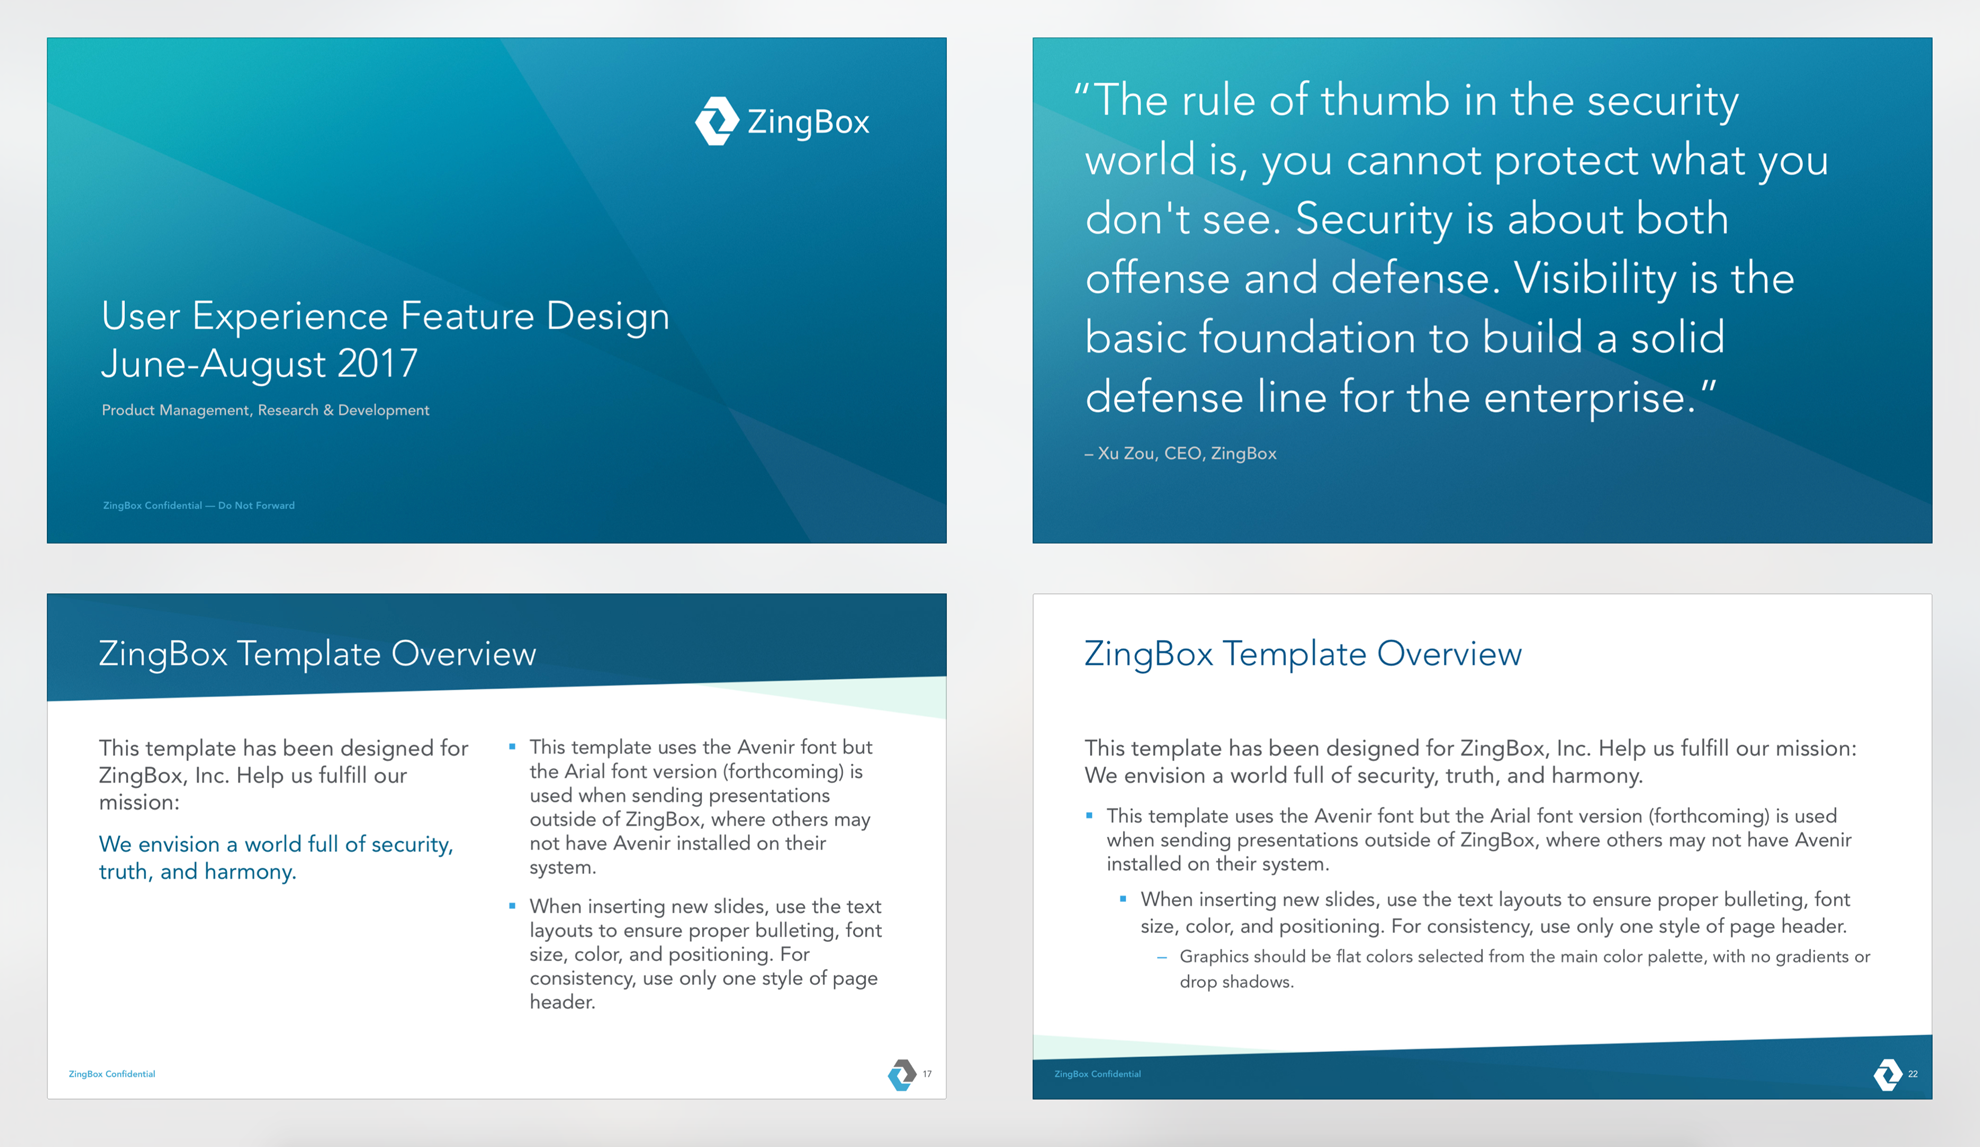 ZingBox
User Experience Feature Design
June-August 2017
Product Management, Research & Development
ZingBox Confidential — Do Not Forward
“The rule of thumb in the security
world is, you cannot protect what you
don't see. Security is about both
offense and defense. Visibility is the
basic foundation to build a solid
defense line for the enterprise.”
– Xu Zou, CEO, ZingBox
ZingBox Template Overview
This template has been designed for
ZingBox, Inc. Help us fulfill our
mission:
We envision a world full of security,
truth, and harmony.
▪ This template uses the Avenir font but
the Arial font version (forthcoming) is
used when sending presentations
outside of ZingBox, where others may
not have Avenir installed on their
system.
▪ When inserting new slides, use the text
layouts to ensure proper bulleting, font
size, color, and positioning. For
consistency, use only one style of page
header.
ZingBox Confidential
17
ZingBox Template Overview
This template has been designed for ZingBox, Inc. Help us fulfill our mission:
We envision a world full of security, truth, and harmony.
▪ This template uses the Avenir font but the Arial font version (forthcoming) is used
when sending presentations outside of ZingBox, where others may not have Avenir
installed on their system.
▪ When inserting new slides, use the text layouts to ensure proper bulleting, font
size, color, and positioning. For consistency, use only one style of page header.
– Graphics should be flat colors selected from the main color palette, with no gradients or
drop shadows.
ZingBox Confidential
22